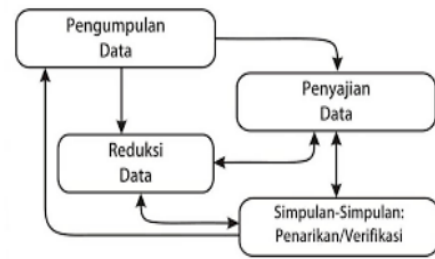 Pengumpulan
Data
Penyajian
Data
Reduksi
Data
Simpulan-Simpulan:
Penarikan/Verifikasi